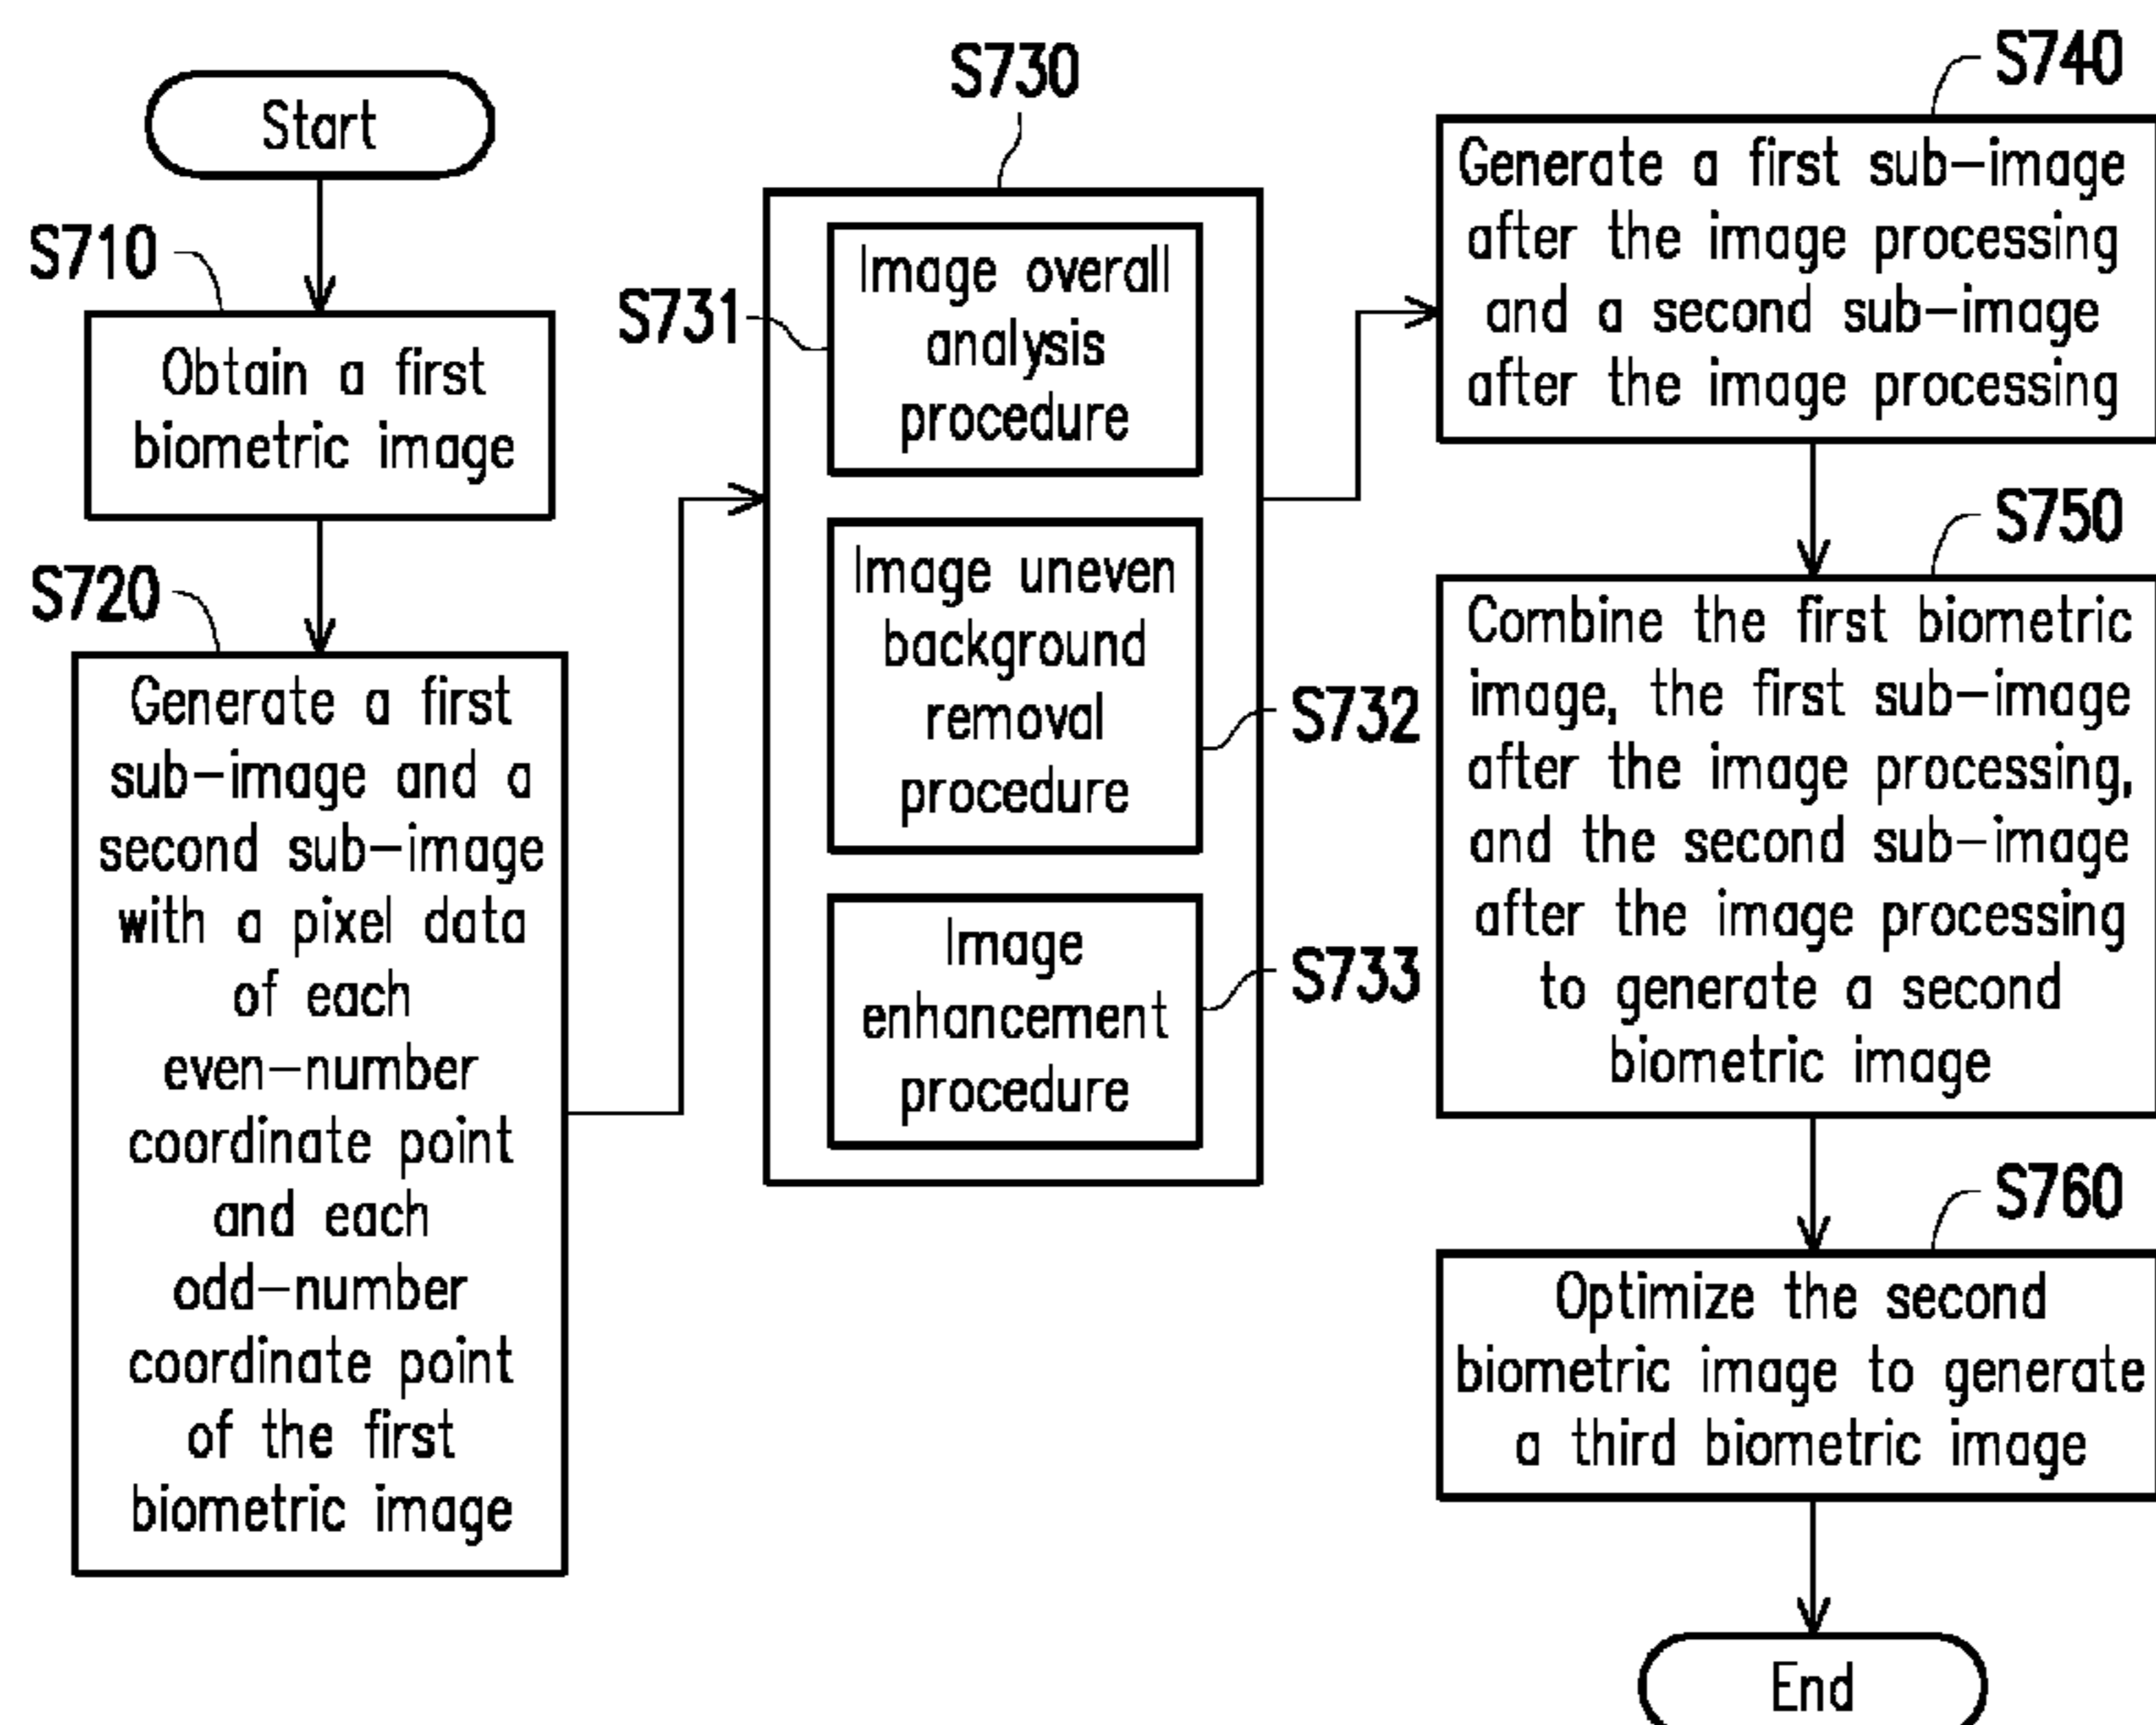 Start
S710
Obtain a first
biometric image
S720
Generate a first
sub-image and a
second sub-image
with a pixel data
of each
even-number
coordinate point
and each
odd-number
coordinate point
of the first
biometric image
S730
S731
Image overall
analysis
procedure
Image uneven
background
removal
procedure
S732
Image
enhancement
procedure
S733
S740
Generate a first sub-image
after the image processing
and a second sub-image
after the image processing
S750
Combine the first biometric
image, the first sub-image
after the image processing,
and the second sub-image
after the image processing
to generate a second
biometric image
S760
Optimize the second
biometric image to generate
a third biometric image
End